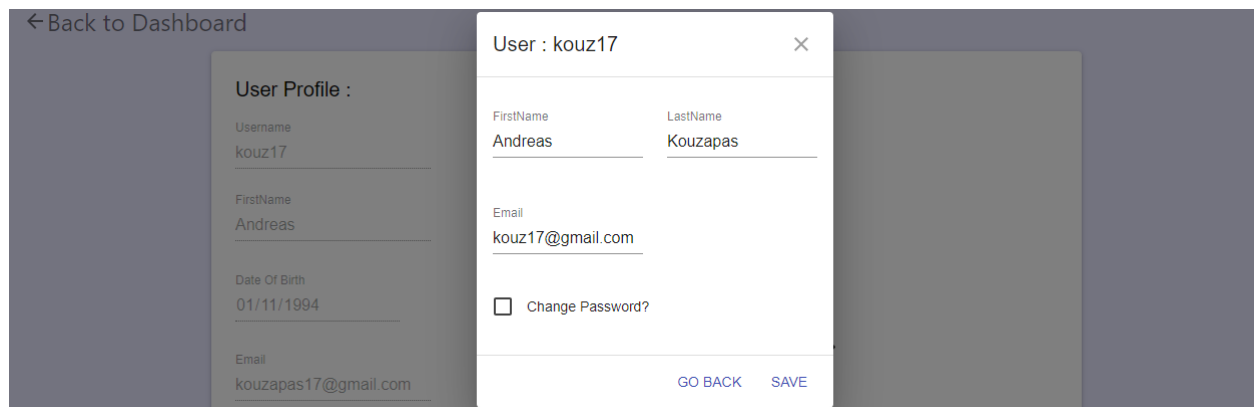 ←Back to Dashboard
User Profile :
Username
kouz17
FirstName
Andreas
Date Of Birth
01/11/1994
Email
kouzapas17@gmail.com
User : kouz17
FirstName LastName
Andreas Kouzapas
Email
kouz17@gmail.com
Change Password?
GO BACK SAVE